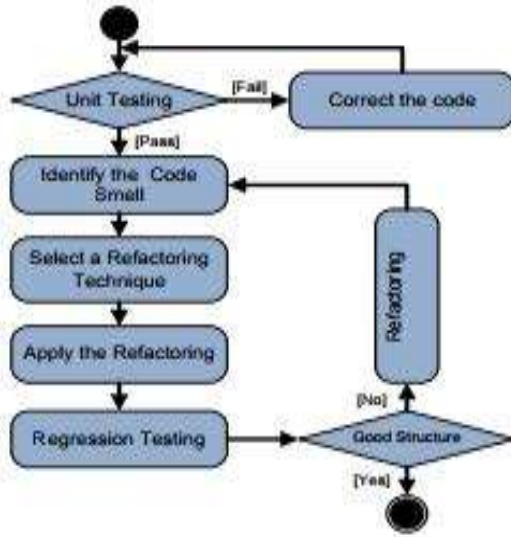 Unit Testing
[Fail]
Correct the code
[Pass]
Identify the Code
Smell
Select a Refactoring
Technique
Apply the Refactoring
Refactoring
Regression Testing
[No]
Good Structure
[Yes]